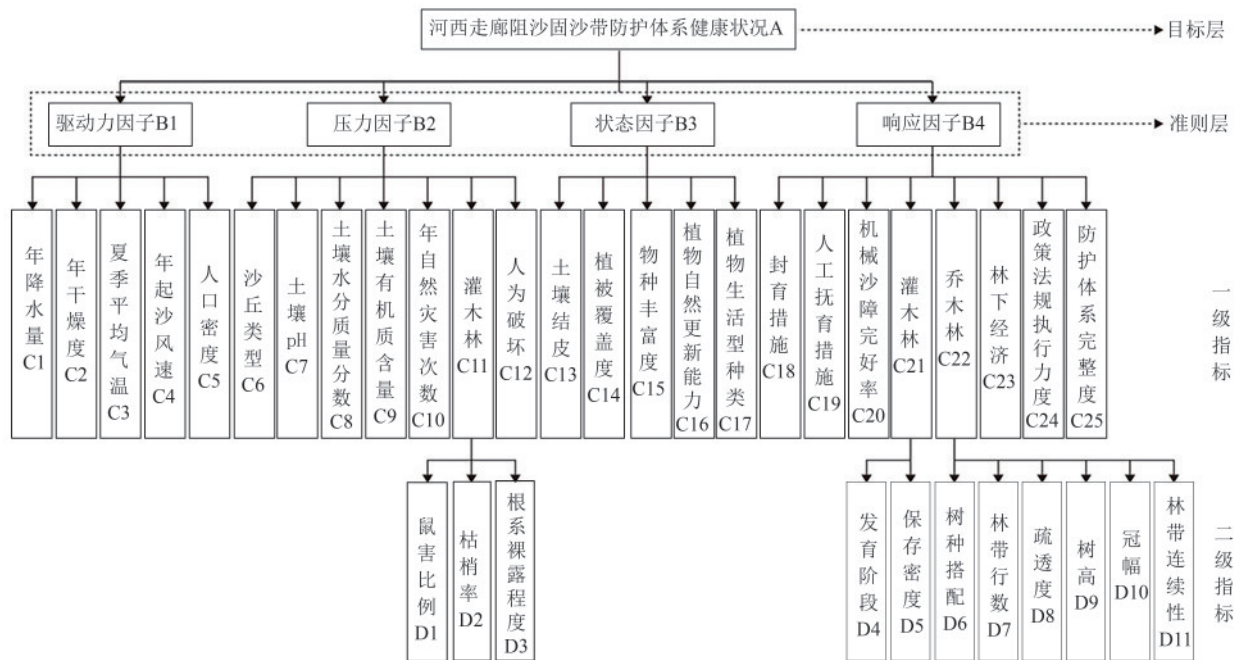 河西走廊阻沙固沙带防护体系健康状况A
目标层
驱动力因子B1
压力因子B2
状态因子B3
响应因子B4
准则层
年降水量C1
年干燥度C2
夏季平均气温C3
年起沙风速C4
人口密度C5
沙丘类型C6
土壤pH C7
土壤水分质量分数C8
土壤有机质含量C9
年自然灾害次数C10
灌木林C11
人为破坏C12
土壤结皮C13
植被覆盖度C14
物种丰富度C15
植物自然更新能力C16
植物生活型种类C17
封育措施C18
人工抚育措施C19
机械沙障完好率C20
灌木林C21
乔木林C22
林下经济C23
政策法规执行力度C24
防护体系完整度C25
一级指标
鼠害比例D1
枯梢率D2
根系裸露程度D3
发育阶段D4
保存密度D5
树种搭配D6
林带行数D7
疏透度D8
树高D9
冠幅D10
林带连续性D11
二级指标